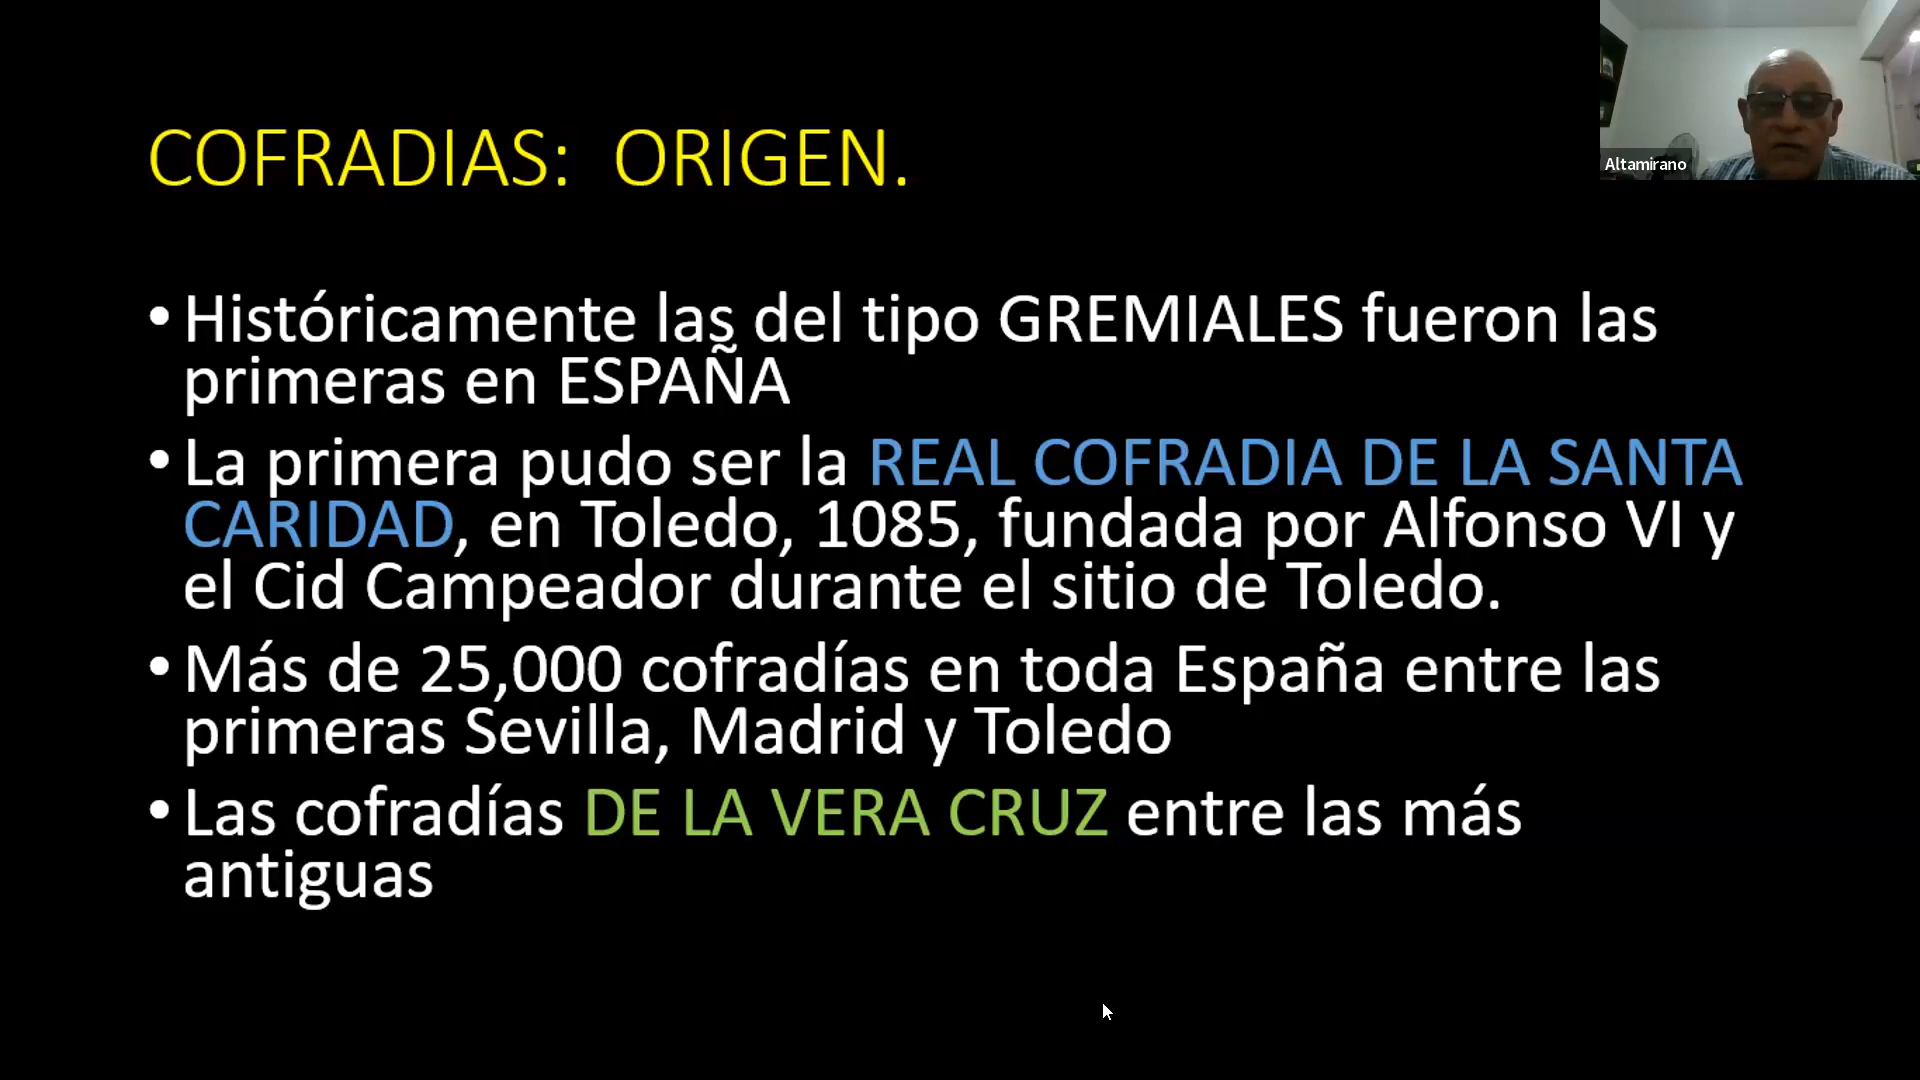 COFRADIAS: ORIGEN.
Altamirano
• Históricamente las del tipo GREMIALES fueron las
primeras en ESPAÑA
• La primera pudo ser la REAL COFRADIA DE LA SANTA
CARIDAD, en Toledo, 1085, fundada por Alfonso VI y
el Cid Campeador durante el sitio de Toledo.
• Más de 25,000 cofradías en toda España entre las
primeras Sevilla, Madrid y Toledo
• Las cofradías DE LA VERA CRUZ entre las más
antiguas